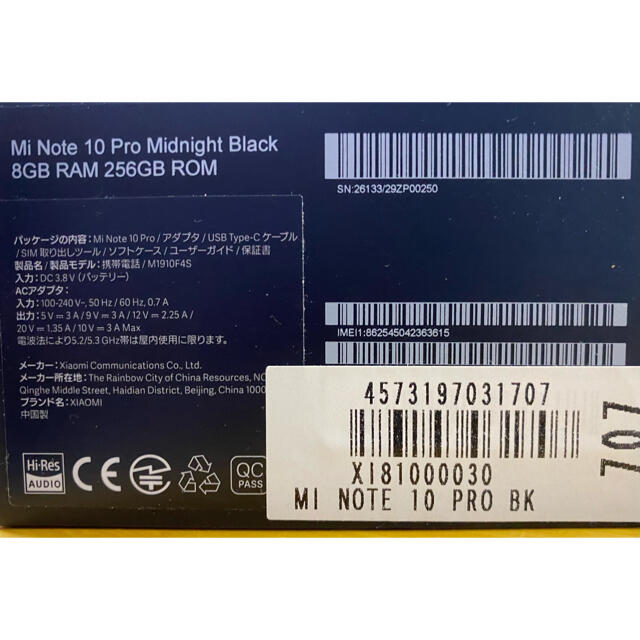 Mi Note 10 Pro Midnight Black
8GB RAM 256GB ROM
SN:26133/29ZP00250
パッケージの内容: Mi Note 10 Pro / アダプタ / USB Type-C ケーブル
/ SIM 取り出しツール / ソフトケース / ユーザーガイド / 保証書
製品名 / 製品モデル: 携帯電話 / M1910F4S
入力: DC 3.8 V (バッテリー)
ACアダプタ:
入力: 100-240 V~, 50 Hz / 60 Hz, 0.7 A
出力: 5 V ⎓ 3 A / 9 V ⎓ 3 A / 12 V ⎓ 2.25 A /
20 V ⎓ 1.35 A / 10 V ⎓ 3 A Max
電波法により5.2/5.3 GHz帯は屋内使用に限ります。
IMEI1:862545042363615
メーカー: Xiaomi Communications Co., Ltd.
メーカー所在地: The Rainbow City of China Resources, NO
Qinghe Middle Street, Haidian District, Beijing, China 1000
ブランド名: XIAOMI
中国製
Hi-Res
AUDIO
CE
QC
PASS
4573197031707
XI81000030
MI NOTE 10 PRO BK
707